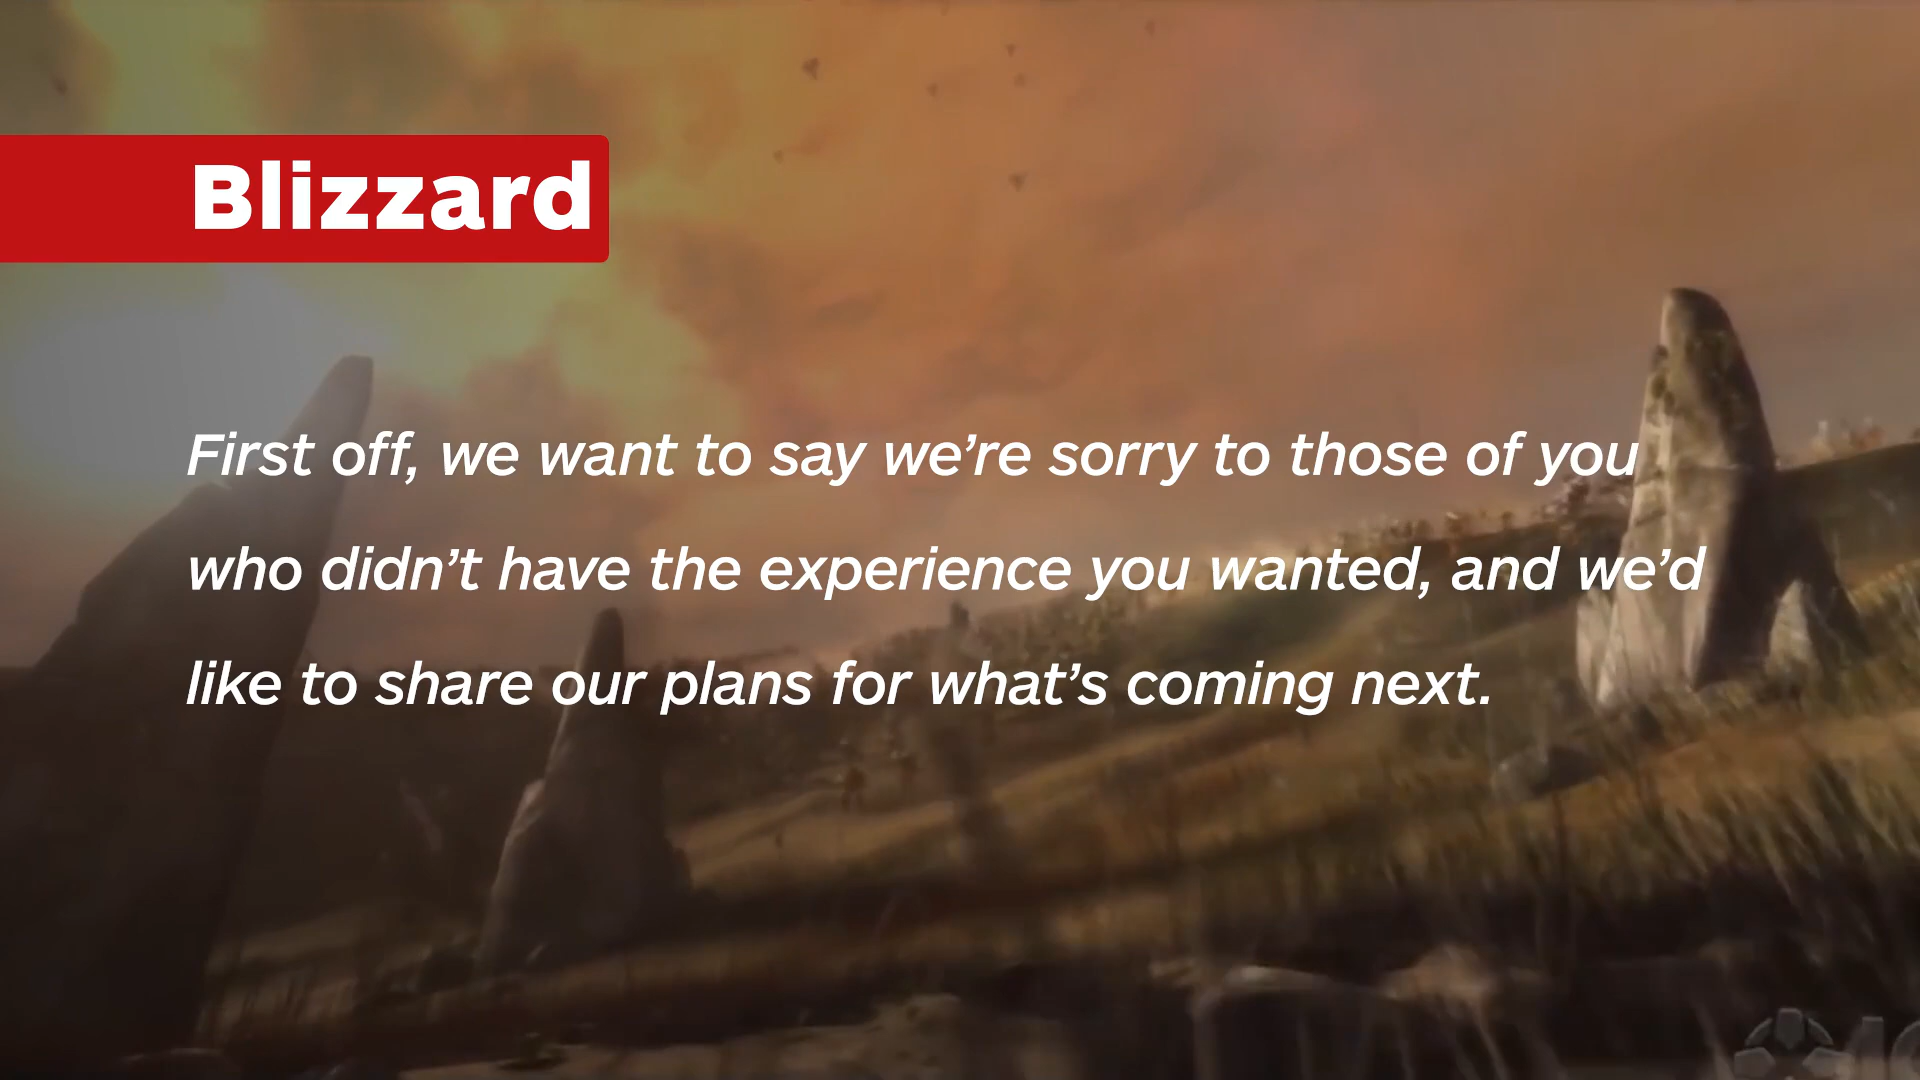 Blizzard
First off, we want to say we’re sorry to those of you
who didn’t have the experience you wanted, and we’d
like to share our plans for what’s coming next.